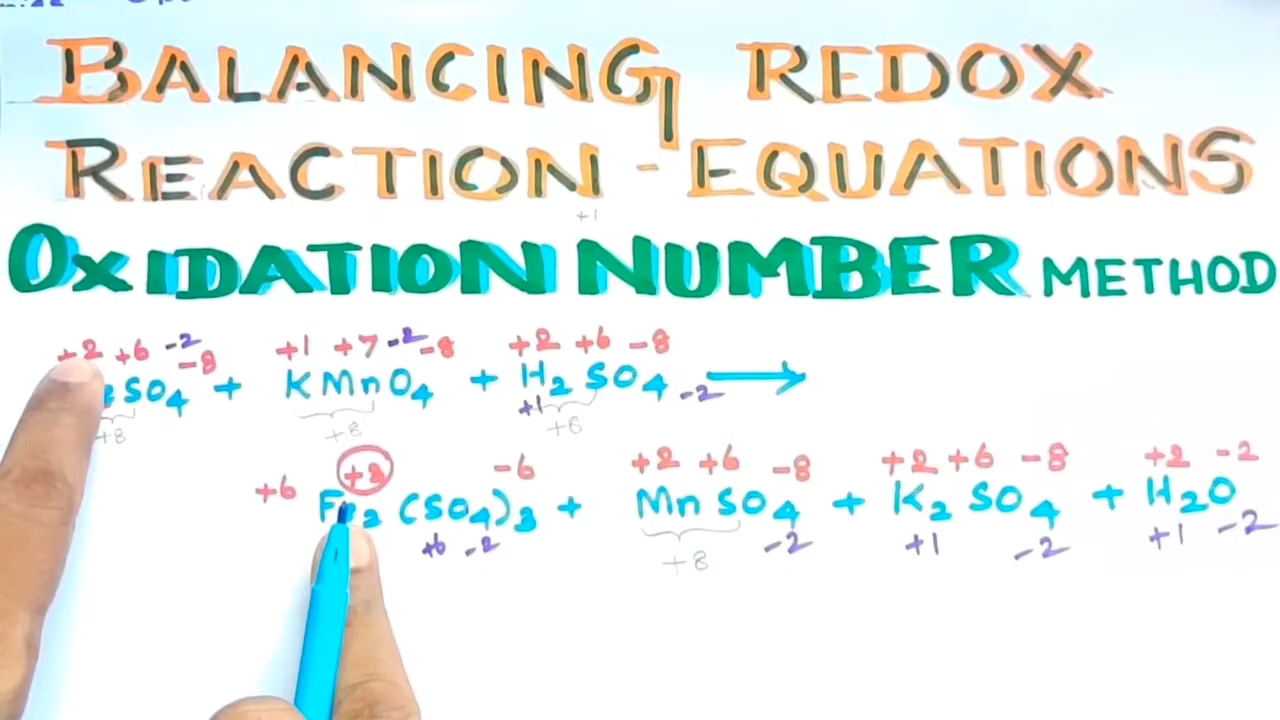 BALANCING REDOX
REACTION - EQUATIONS
+1
OXIDATION NUMBER METHOD
+2 +6 -2 -8 +1 +7 -2 -8 +2 +6 -8
SO4 + KMnO4 + H2SO4 -2 →
+8 +8 +1 +6
+6 +3 -6 +2 +6 -8 +2 +6 -8 +2 -2
Fe2(SO4)3 + MnSO4 + K2SO4 + H2O
+6 -2 +8 -2 +1 -2 +1 -2